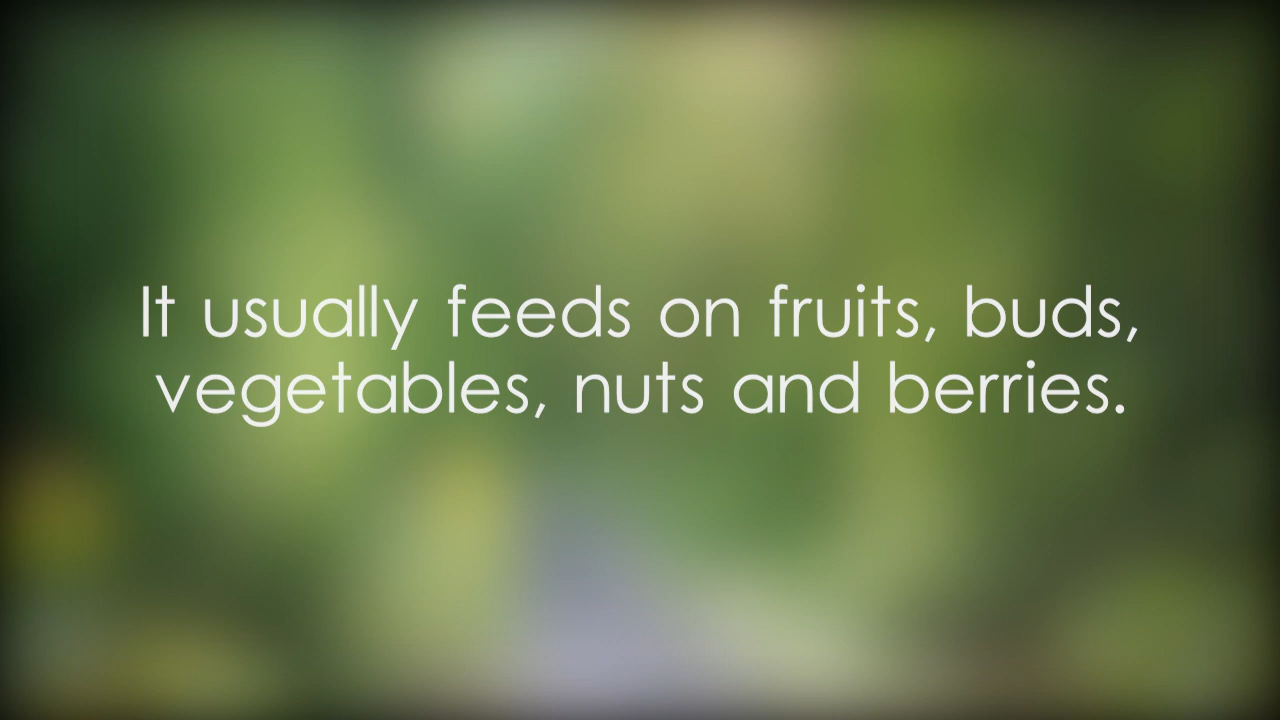 It usually feeds on fruits, buds,
vegetables, nuts and berries.